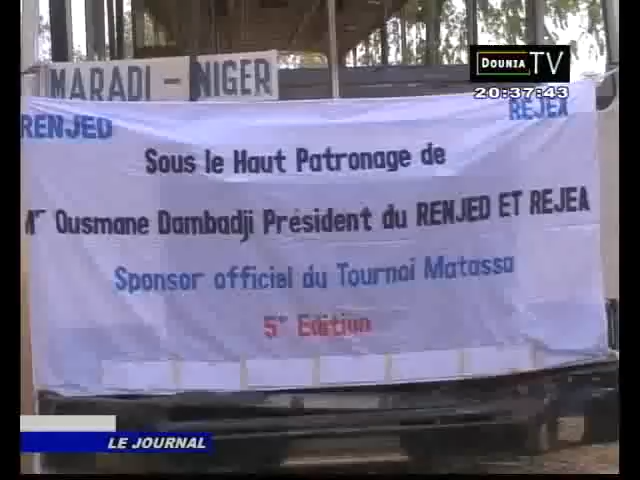 DOUNIA TV
20:37:43
MARADI - NIGER
RENJED
REJEA
Sous le Haut Patronage de
Mr Ousmane Dambadji Président du RENJED ET REJEA
Sponsor officiel du Tournoi Matassa
5e Edition
LE JOURNAL